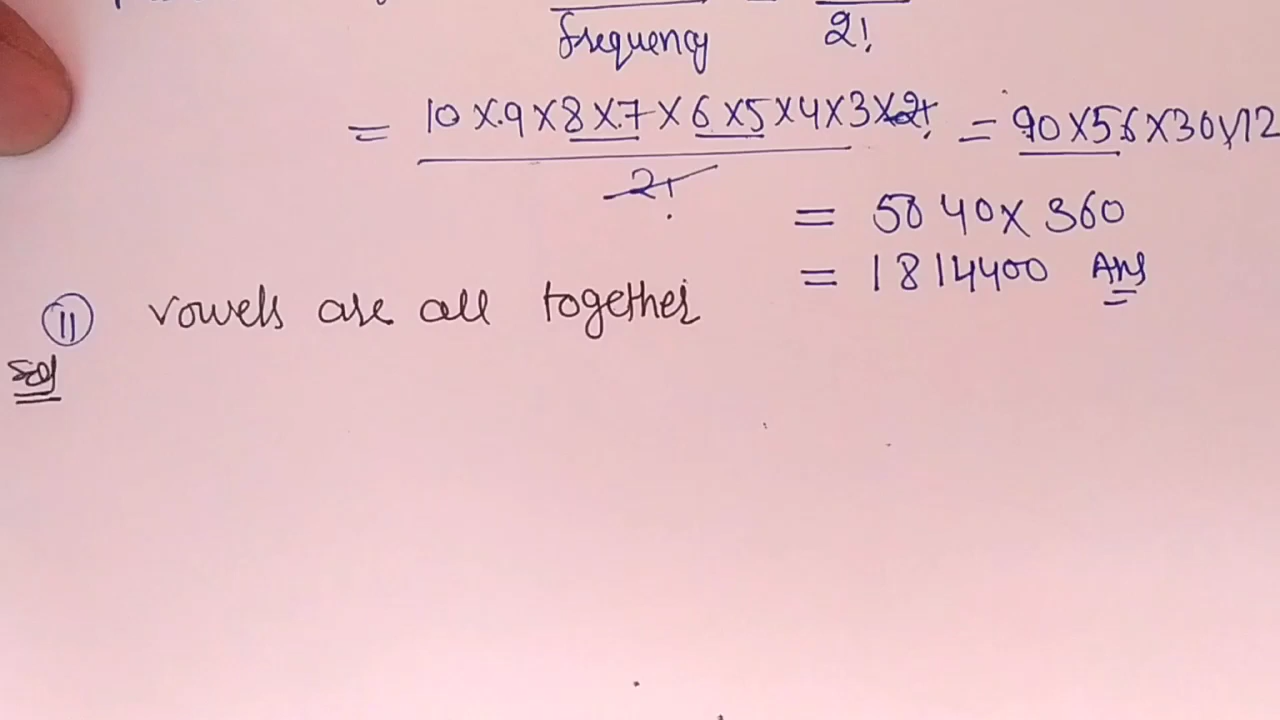 frequency 2!
= 10 × 9 × 8 × 7 × 6 × 5 × 4 × 3 × 2! = 90×56×30×12
2!
= 5040× 360
= 1814400 Ans
(ii) vowels are all together
Sol